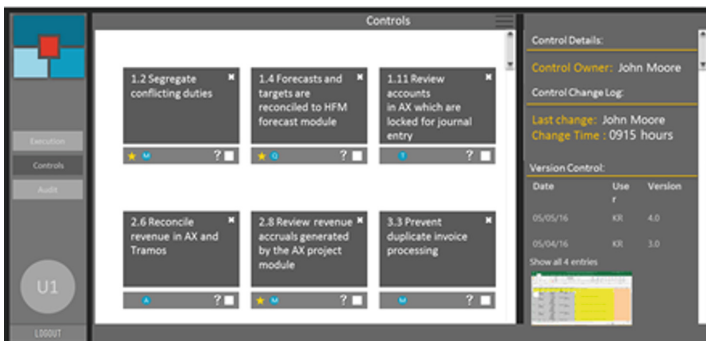 Controls
Execution
Controls
Audit
U1
LOGOUT
1.2 Segregate
conflicting duties
M
?
1.4 Forecasts and
targets are
reconciled to HFM
forecast module
Q
?
1.11 Review
accounts
in AX which are
locked for journal
entry
?
2.6 Reconcile
revenue in AX and
Tramos
A
?
2.8 Review revenue
accruals generated
by the AX project
module
M
?
3.3 Prevent
duplicate invoice
processing
M
?
Control Details:
Control Owner: John Moore
Control Change Log:
Last change: John Moore
Change Time : 0915 hours
Version Control:
Date Use Version
r
05/05/16 KR 4.0
05/04/16 KR 3.0
Show all 4 entries